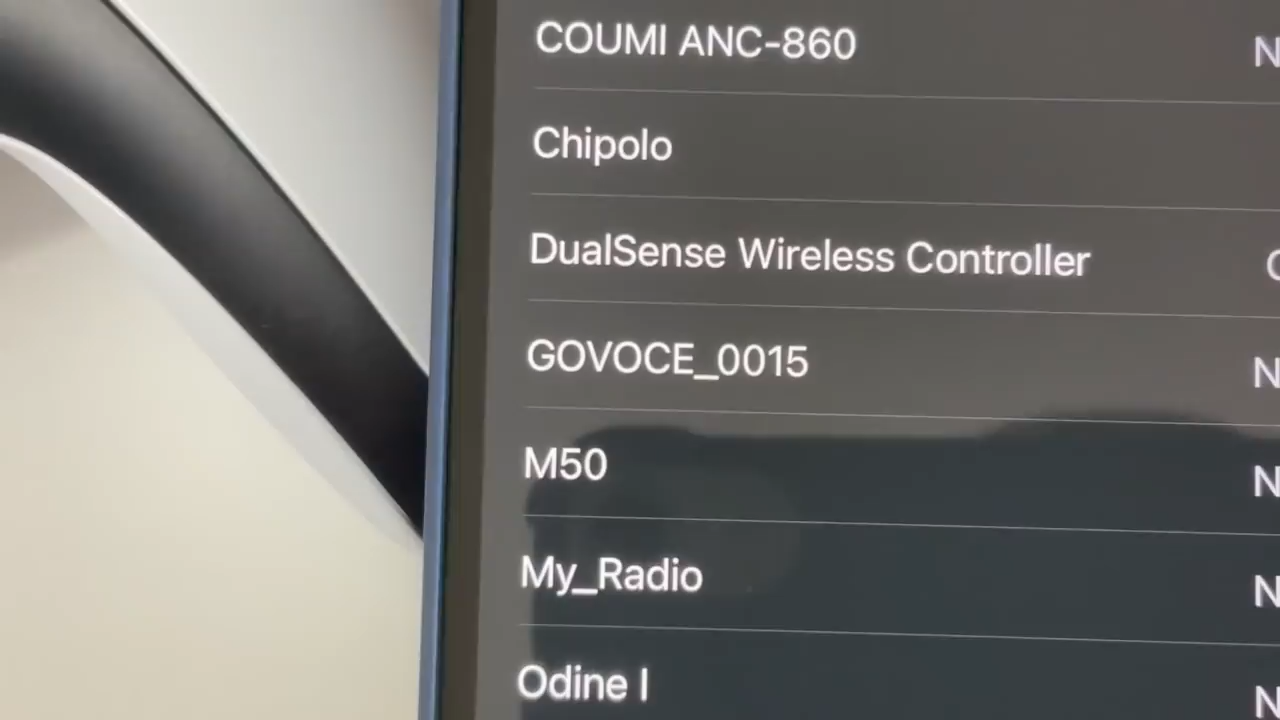 COUMI ANC-860
Chipolo
DualSense Wireless Controller
GOVOCE_0015
M50
My_Radio
Odine I